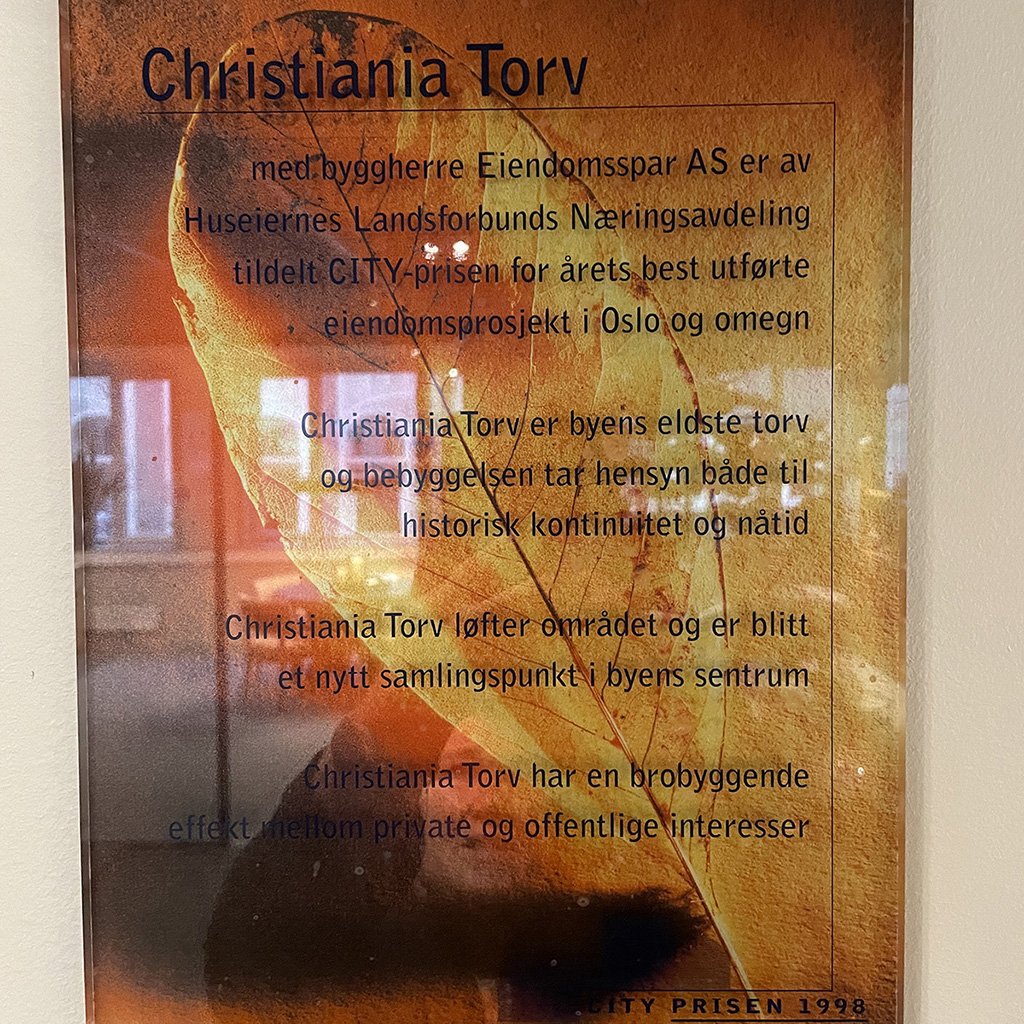 Christiania Torv
med byggherre Eiendomsspar AS er av
Huseiernes Landsforbunds Næringsavdeling
tildelt CITY-prisen for årets best utførte
eiendomsprosjekt i Oslo og omegn
Christiania Torv er byens eldste torv
og bebyggelsen tar hensyn både til
historisk kontinuitet og nåtid
Christiania Torv løfter området og er blitt
et nytt samlingspunkt i byens sentrum
Christiania Torv har en brobyggende
effekt mellom private og offentlige interesser
CITY PRISEN 1998